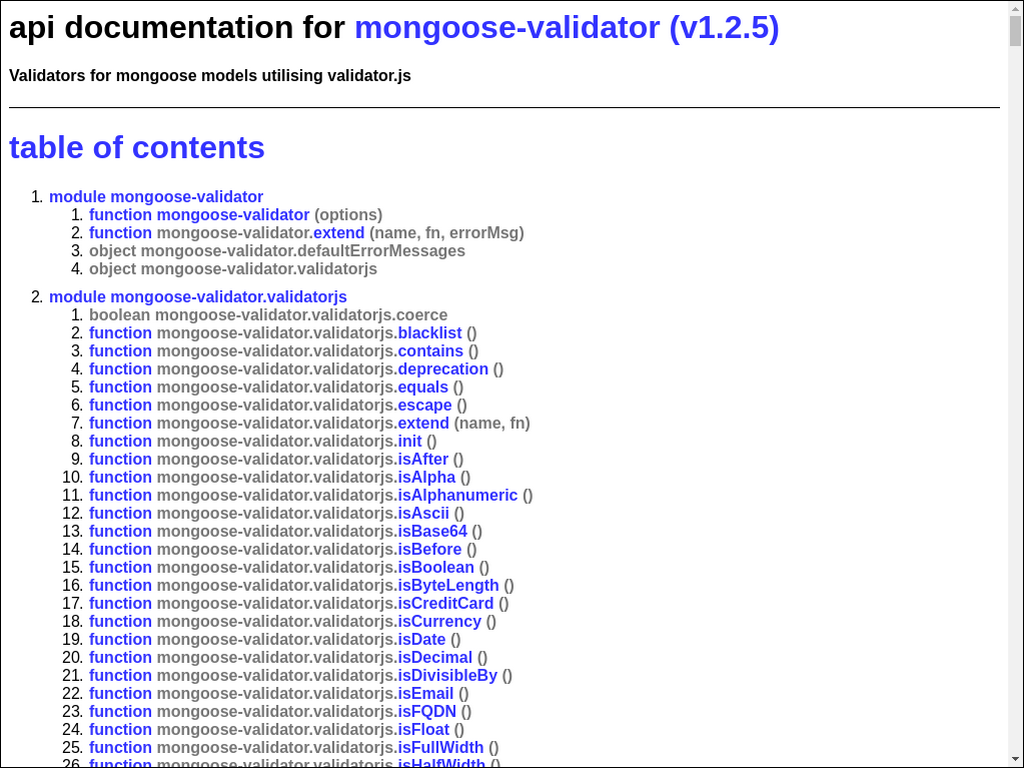 api documentation for mongoose-validator (v1.2.5)
Validators for mongoose models utilising validator.js
table of contents
1. module mongoose-validator
1. function mongoose-validator (options)
2. function mongoose-validator.extend (name, fn, errorMsg)
3. object mongoose-validator.defaultErrorMessages
4. object mongoose-validator.validatorjs
2. module mongoose-validator.validatorjs
1. boolean mongoose-validator.validatorjs.coerce
2. function mongoose-validator.validatorjs.blacklist ()
3. function mongoose-validator.validatorjs.contains ()
4. function mongoose-validator.validatorjs.deprecation ()
5. function mongoose-validator.validatorjs.equals ()
6. function mongoose-validator.validatorjs.escape ()
7. function mongoose-validator.validatorjs.extend (name, fn)
8. function mongoose-validator.validatorjs.init ()
9. function mongoose-validator.validatorjs.isAfter ()
10. function mongoose-validator.validatorjs.isAlpha ()
11. function mongoose-validator.validatorjs.isAlphanumeric ()
12. function mongoose-validator.validatorjs.isAscii ()
13. function mongoose-validator.validatorjs.isBase64 ()
14. function mongoose-validator.validatorjs.isBefore ()
15. function mongoose-validator.validatorjs.isBoolean ()
16. function mongoose-validator.validatorjs.isByteLength ()
17. function mongoose-validator.validatorjs.isCreditCard ()
18. function mongoose-validator.validatorjs.isCurrency ()
19. function mongoose-validator.validatorjs.isDate ()
20. function mongoose-validator.validatorjs.isDecimal ()
21. function mongoose-validator.validatorjs.isDivisibleBy ()
22. function mongoose-validator.validatorjs.isEmail ()
23. function mongoose-validator.validatorjs.isFQDN ()
24. function mongoose-validator.validatorjs.isFloat ()
25. function mongoose-validator.validatorjs.isFullWidth ()
26. function mongoose-validator.validatorjs.isHalfWidth ()